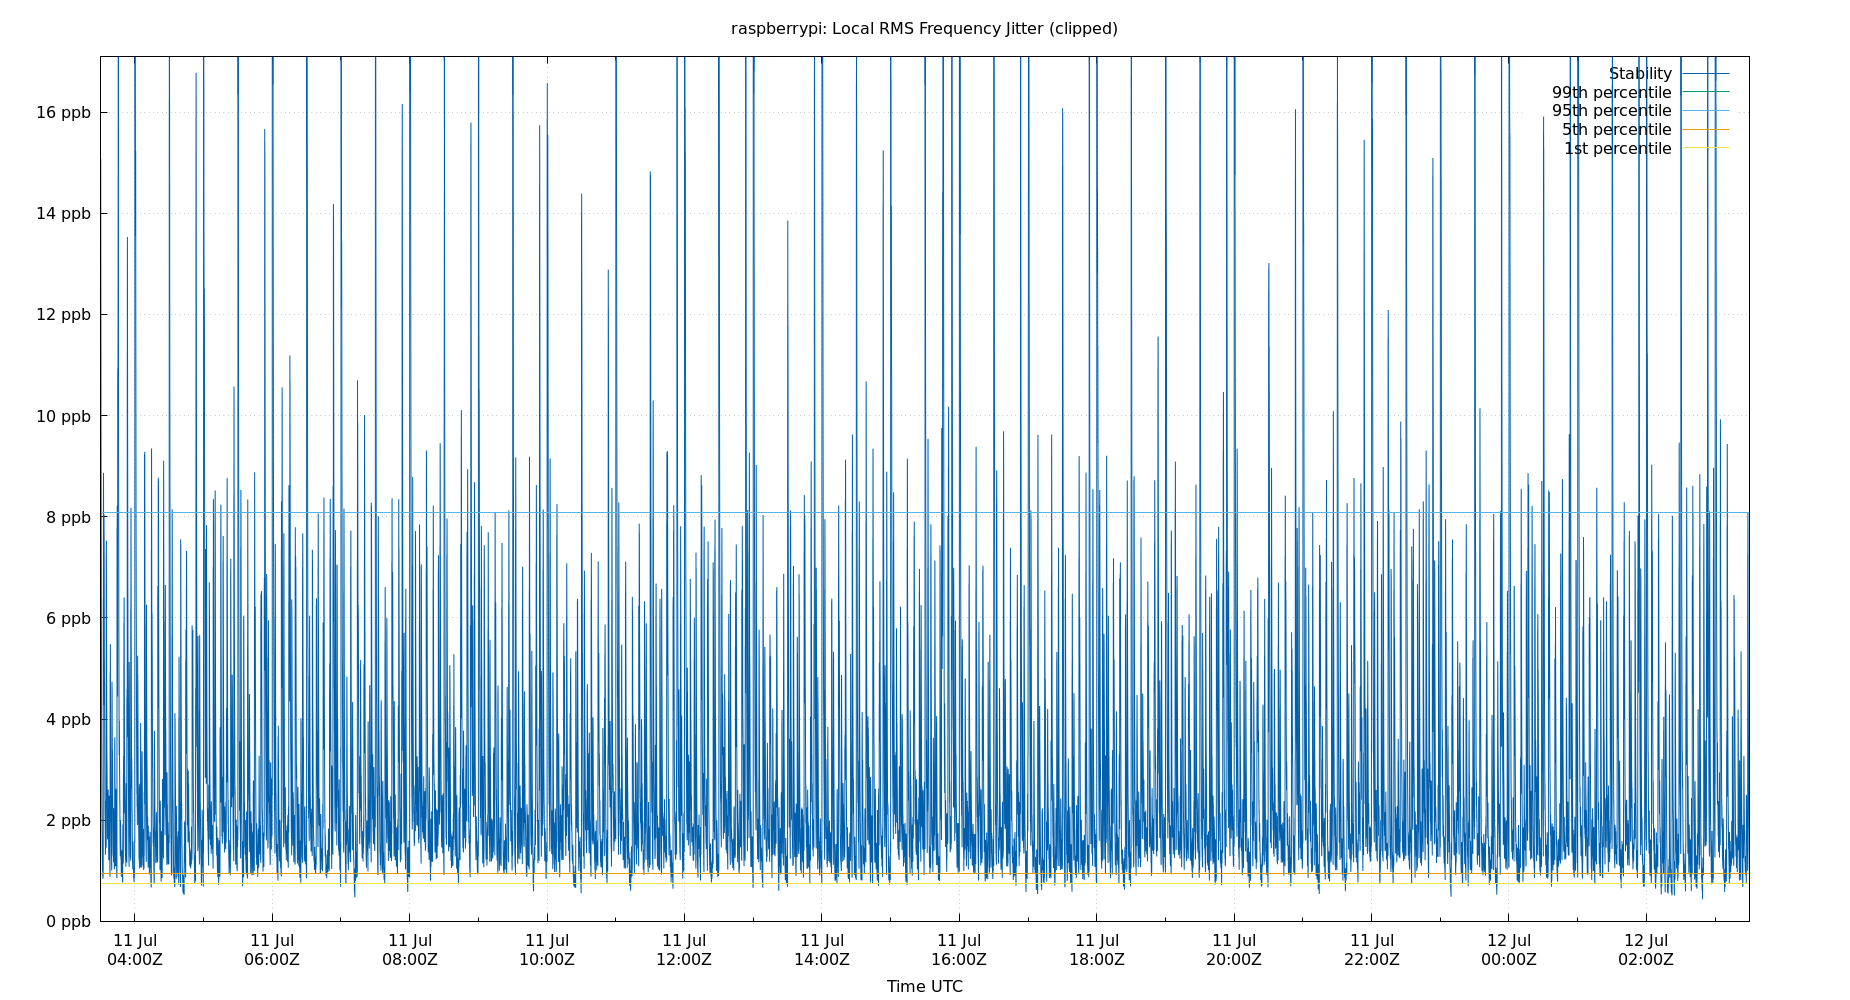 raspberrypi: Local RMS Frequency Jitter (clipped)
Stability
99th percentile
95th percentile
5th percentile
1st percentile
16 ppb
14 ppb
12 ppb
10 ppb
8 ppb
6 ppb
4 ppb
2 ppb
0 ppb
11 Jul 11 Jul 11 Jul 11 Jul 11 Jul 11 Jul 11 Jul 11 Jul 11 Jul 11 Jul 12 Jul 12 Jul
04:00Z 06:00Z 08:00Z 10:00Z 12:00Z 14:00Z 16:00Z 18:00Z 20:00Z 22:00Z 00:00Z 02:00Z
Time UTC